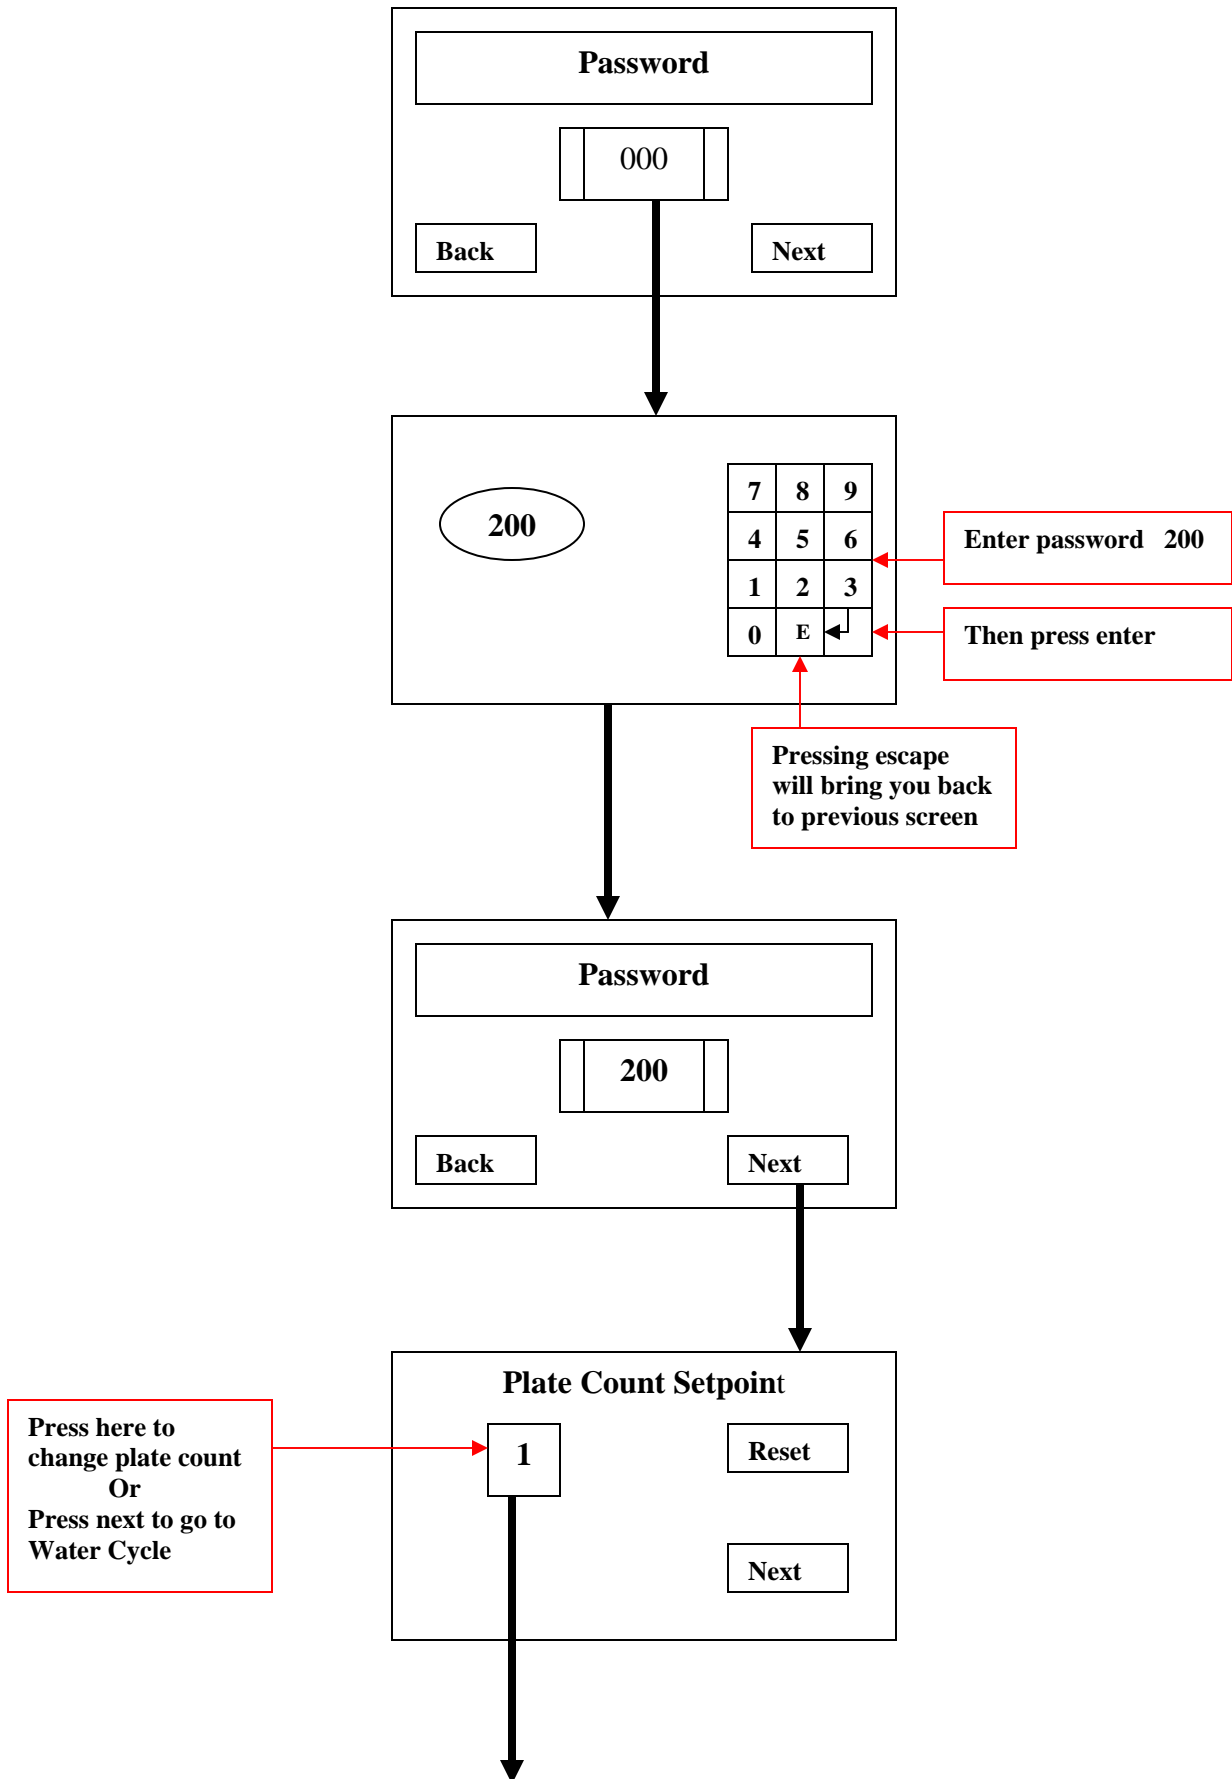 Password
000
Back Next
200
7 8 9
4 5 6
1 2 3
0 E
Enter password 200
Then press enter
Pressing escape
will bring you back
to previous screen
Password
200
Back Next
Plate Count Setpoint
Press here to
change plate count
Or
Press next to go to
Water Cycle
1
Reset
Next